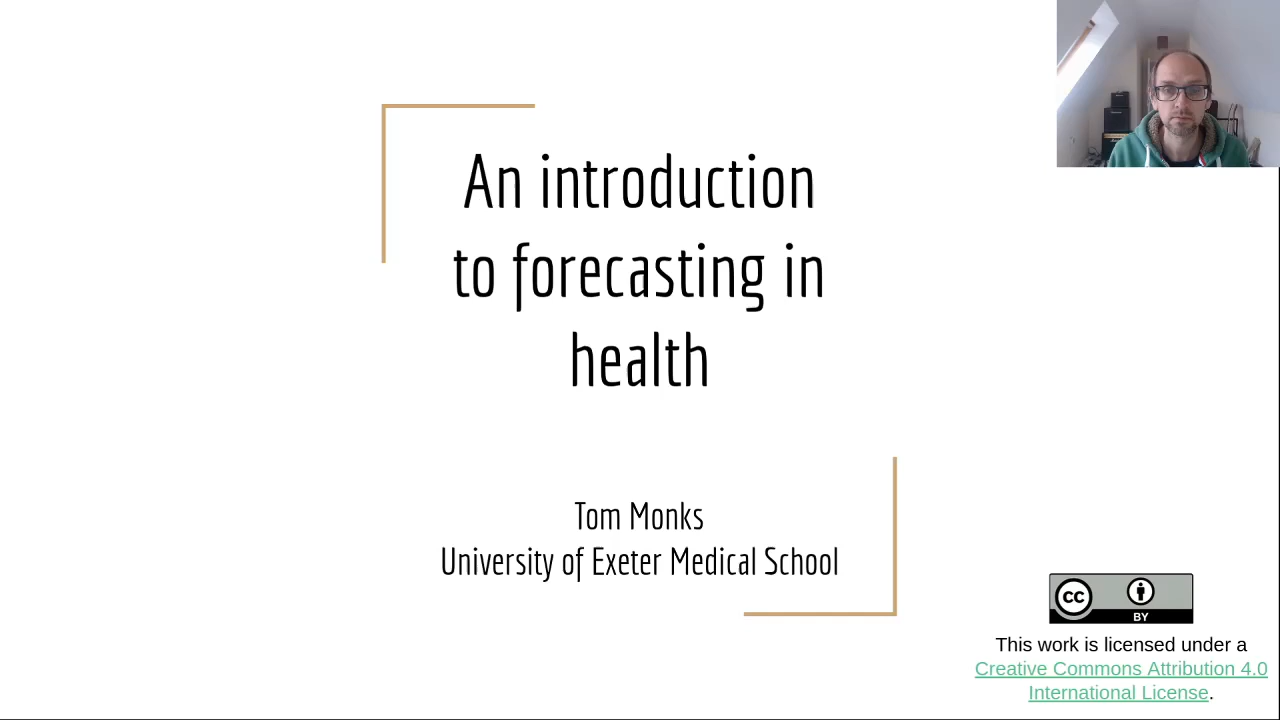 An introduction
to forecasting in
health
Tom Monks
University of Exeter Medical School
CC
BY
This work is licensed under a
Creative Commons Attribution 4.0
International License.